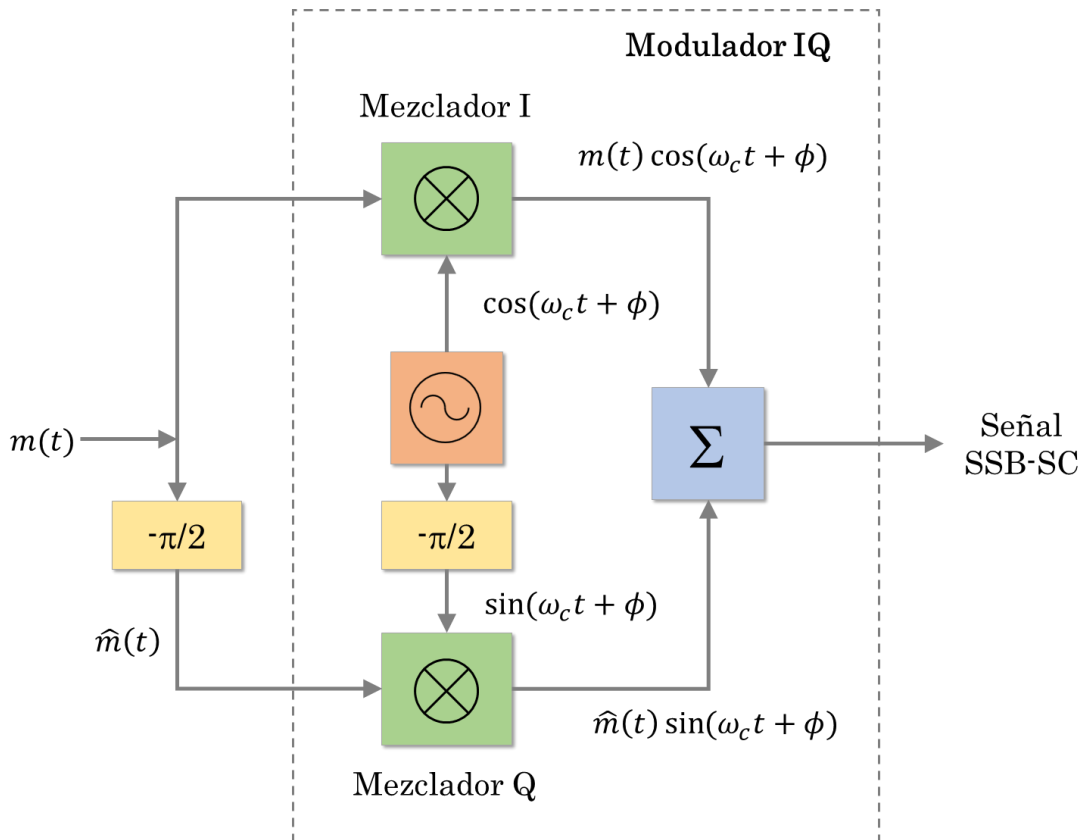 Modulador IQ
Mezclador I
m(t) cos(ω_c t + ϕ)
cos(ω_c t + ϕ)
m(t)
Σ
Señal
SSB-SC
-π/2
-π/2
sin(ω_c t + ϕ)
m̂(t)
m̂(t) sin(ω_c t + ϕ)
Mezclador Q